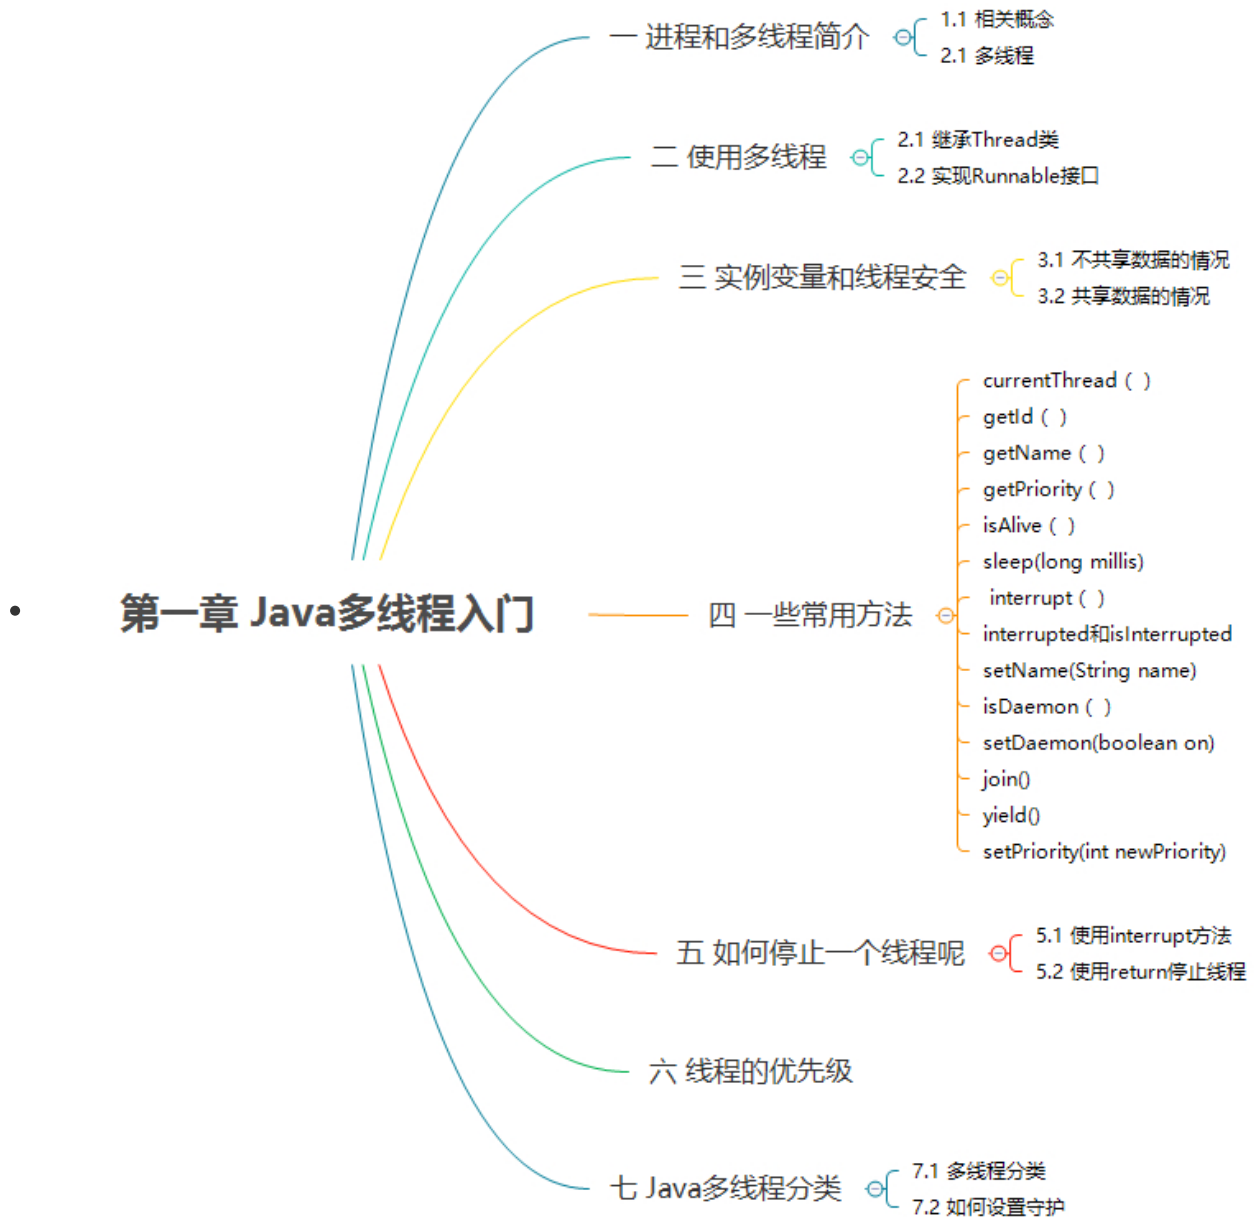 第一章 Java多线程入门
一 进程和多线程简介
1.1 相关概念
2.1 多线程
二 使用多线程
2.1 继承Thread类
2.2 实现Runnable接口
三 实例变量和线程安全
3.1 不共享数据的情况
3.2 共享数据的情况
四 一些常用方法
currentThread（ ）
getId（ ）
getName（ ）
getPriority（ ）
isAlive（ ）
sleep(long millis)
interrupt（ ）
interrupted和isInterrupted
setName(String name)
isDaemon（ ）
setDaemon(boolean on)
join()
yield()
setPriority(int newPriority)
五 如何停止一个线程呢
5.1 使用interrupt方法
5.2 使用return停止线程
六 线程的优先级
七 Java多线程分类
7.1 多线程分类
7.2 如何设置守护